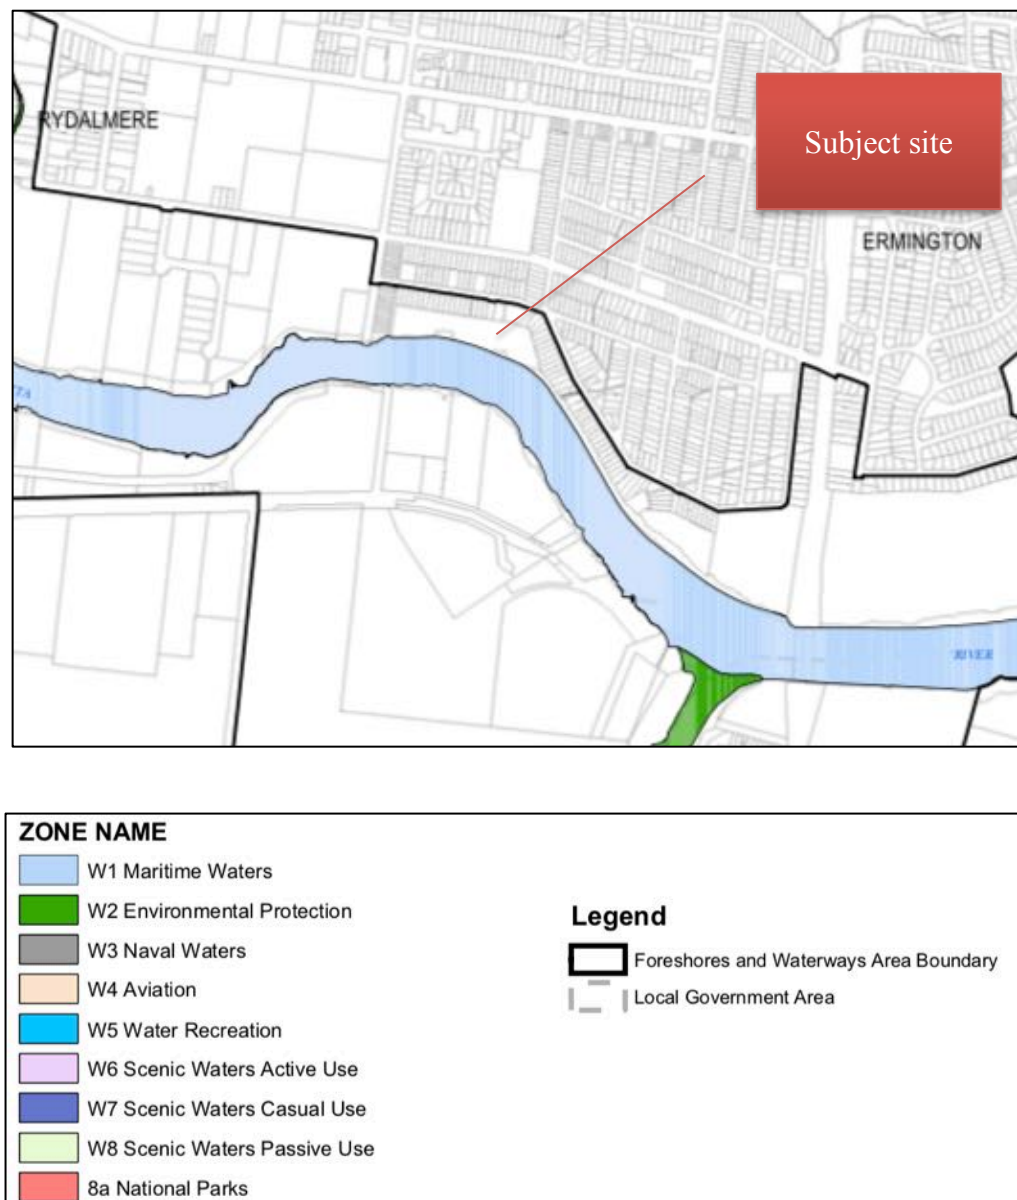 RYDALMERE
Subject site
ERMINGTON
TTA
RIVER
ZONE NAME
W1 Maritime Waters
W2 Environmental Protection
W3 Naval Waters
W4 Aviation
W5 Water Recreation
W6 Scenic Waters Active Use
W7 Scenic Waters Casual Use
W8 Scenic Waters Passive Use
8a National Parks
Legend
Foreshores and Waterways Area Boundary
Local Government Area